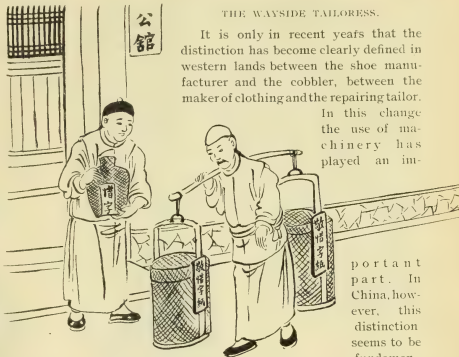 THE WAYSIDE TAILORESS.
It is only in recent years that the
distinction has become clearly defined in
western lands between the shoe manu-
facturer and the cobbler, between the
maker of clothing and the repairing tailor.
In this change
the use of ma-
chinery has
played an im-
portant
part. In
China, how-
ever, this
distinction
seems to be
公舘
惜字
敬惜字紙
敬惜字紙